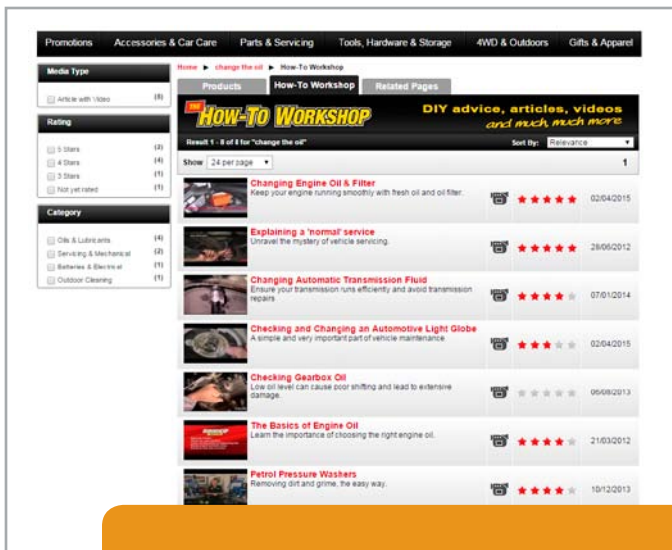 Promotions Accessories & Car Care Parts & Servicing Tools, Hardware & Storage 4WD & Outdoors Gifts & Apparel
Media Type
Article with Video (8)
Rating
5 Stars (2)
4 Stars (4)
3 Stars (1)
Not yet rated (1)
Category
Oils & Lubricants (4)
Servicing & Mechanical (2)
Batteries & Electrical (1)
Outdoor Cleaning (1)
Home ▶ change the oil ▶ How-To Workshop
Products How-To Workshop Related Pages
THE HOW-TO WORKSHOP
DIY advice, articles, videos
and much, much more
Result 1 - 8 of 8 for "change the oil" Sort By: Relevance
Show 24 per page 1
Changing Engine Oil & Filter
Keep your engine running smoothly with fresh oil and oil filter.
02/04/2015
Explaining a 'normal' service
Unravel the mystery of vehicle servicing.
28/06/2012
Changing Automatic Transmission Fluid
Ensure your transmission runs efficiently and avoid transmission
repairs
07/01/2014
Checking and Changing an Automotive Light Globe
A simple and very important part of vehicle maintenance
02/04/2015
Checking Gearbox Oil
Low oil level can cause poor shifting and lead to extensive
damage.
06/08/2013
The Basics of Engine Oil
Learn the importance of choosing the right engine oil.
21/03/2012
Petrol Pressure Washers
Removing dirt and grime, the easy way.
10/12/2013